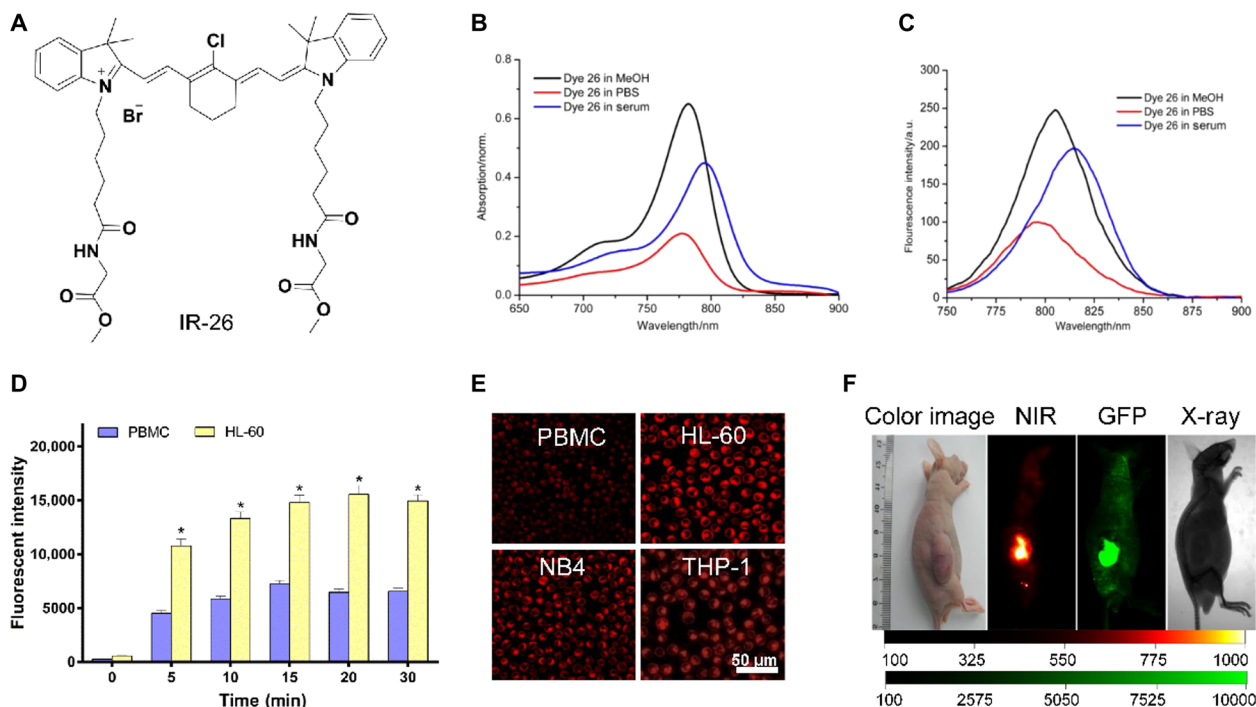 A
Cl
N
+
Br
−
N
O
HN
O
O
HN
O
O
O
IR-26
B
Dye 26 in MeOH
Dye 26 in PBS
Dye 26 in serum
Absorption/norm.
0.8
0.6
0.4
0.2
0.0
650 700 750 800 850 900
Wavelength/nm
C
Dye 26 in MeOH
Dye 26 in PBS
Dye 26 in serum
Flourescence intensity/a.u.
300
250
200
150
100
50
0
750 775 800 825 850 875 900
Wavelength/nm
D
PBMC HL-60
Fluorescent intensity
20,000
15,000
10,000
5000
0
* * * * *
0 5 10 15 20 30
Time (min)
E
PBMC HL-60
NB4 THP-1
50 μm
F
Color image NIR GFP X-ray
100 325 550 775 1000
100 2575 5050 7525 10000